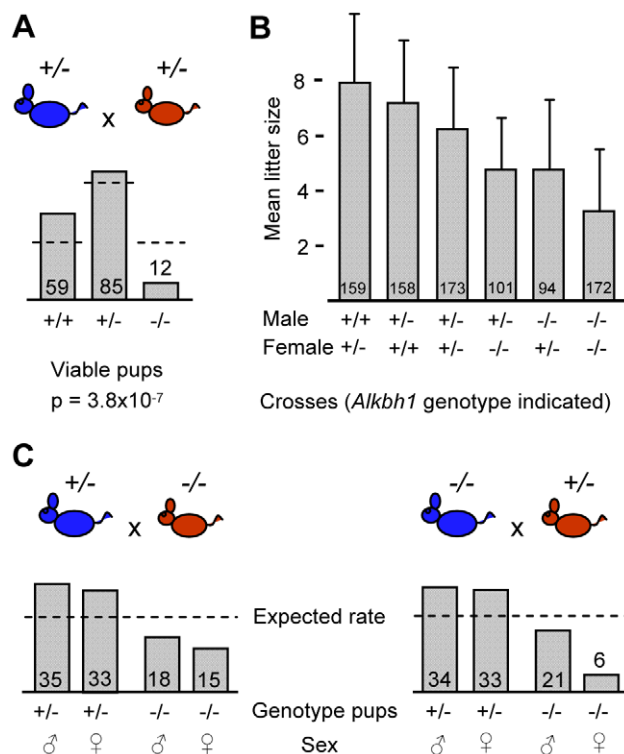 A
+/- +/-
x
59 85 12
+/+ +/- -/-
Viable pups
p = 3.8x10⁻⁷
B
Mean litter size
8
6
4
2
159 158 173 101 94 172
Male +/+ +/- +/- +/- -/- -/-
Female +/- +/+ +/- -/- +/- -/-
Crosses (Alkbh1 genotype indicated)
C
+/- -/- -/- +/-
x x
Expected rate
35 33 18 15 34 33 21 6
+/- +/- -/- -/- Genotype pups +/- +/- -/- -/-
♂ ♀ ♂ ♀ Sex ♂ ♀ ♂ ♀